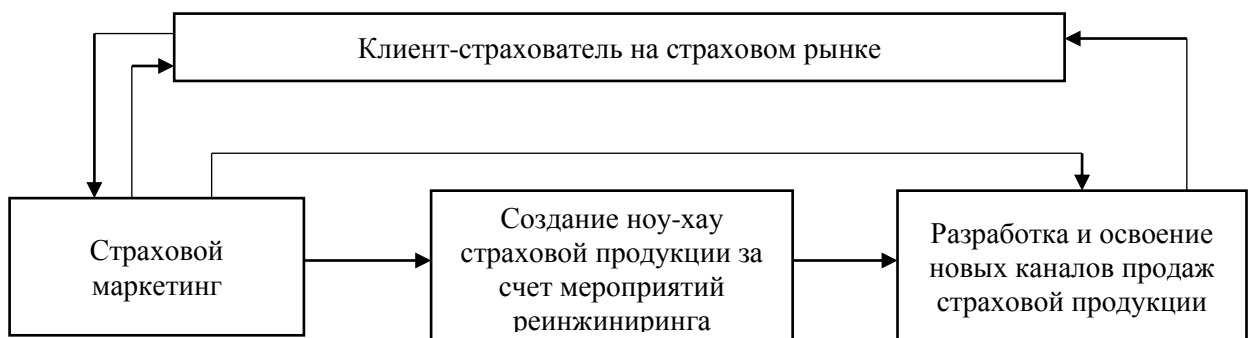 Клиент-страхователь на страховом рынке
Страховой
маркетинг
Создание ноу-хау
страховой продукции за
счет мероприятий
реинжиниринга
Разработка и освоение
новых каналов продаж
страховой продукции